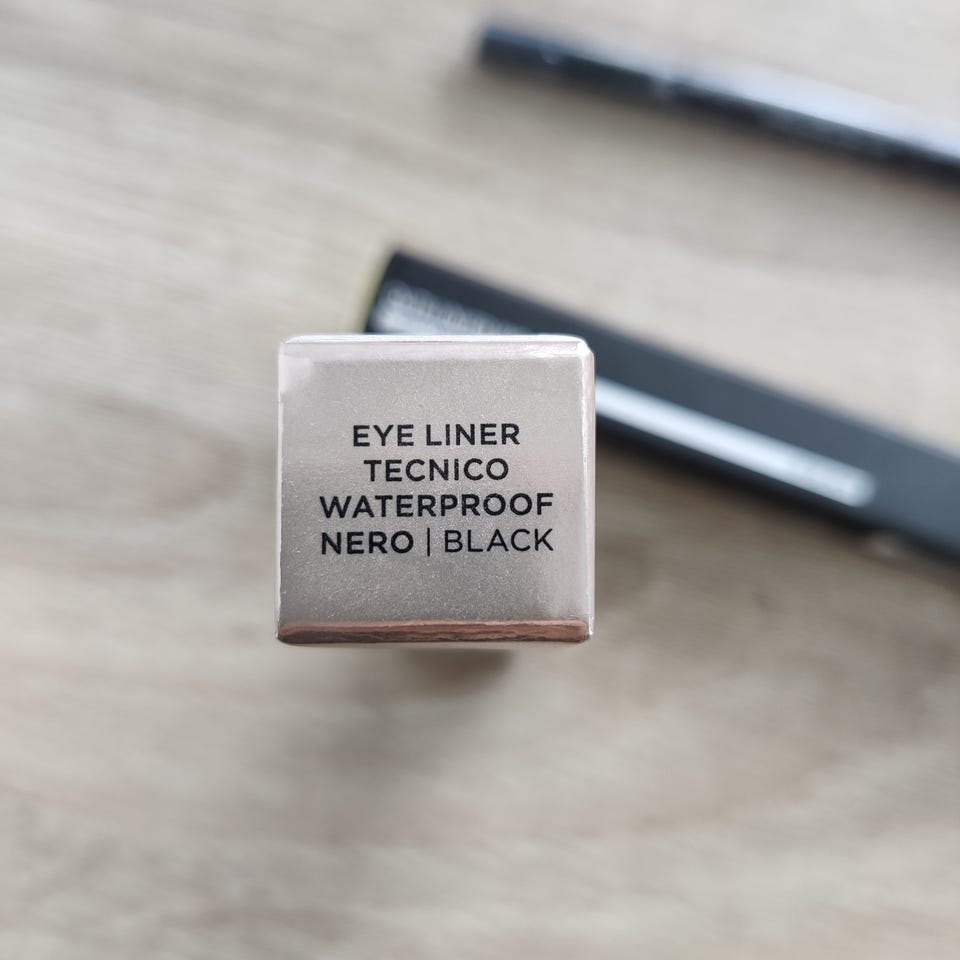 EYE LINER
TECNICO
WATERPROOF
NERO | BLACK